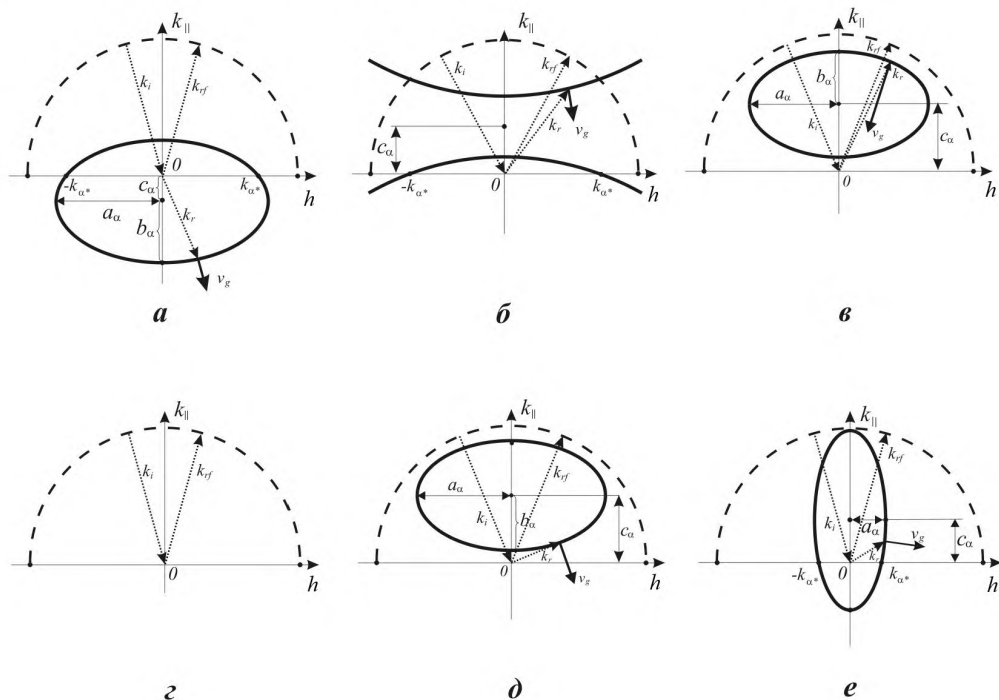 k||
k_i
k_rf
0
-k_α*
c_α
k_α*
h
a_α
k_r
b_α
v_g
а
k||
k_i
k_rf
k_r
v_g
c_α
0
-k_α*
k_α*
h
б
k||
k_rf
b_α
k_r
a_α
v_g
c_α
k_i
0
h
в
k||
k_i
k_rf
0
h
г
k||
a_α
k_rf
k_i
b_α
c_α
k_r
0
v_g
h
д
k||
k_rf
k_i
a_α
v_g
c_α
k_r
-k_α*
0
k_α*
h
е